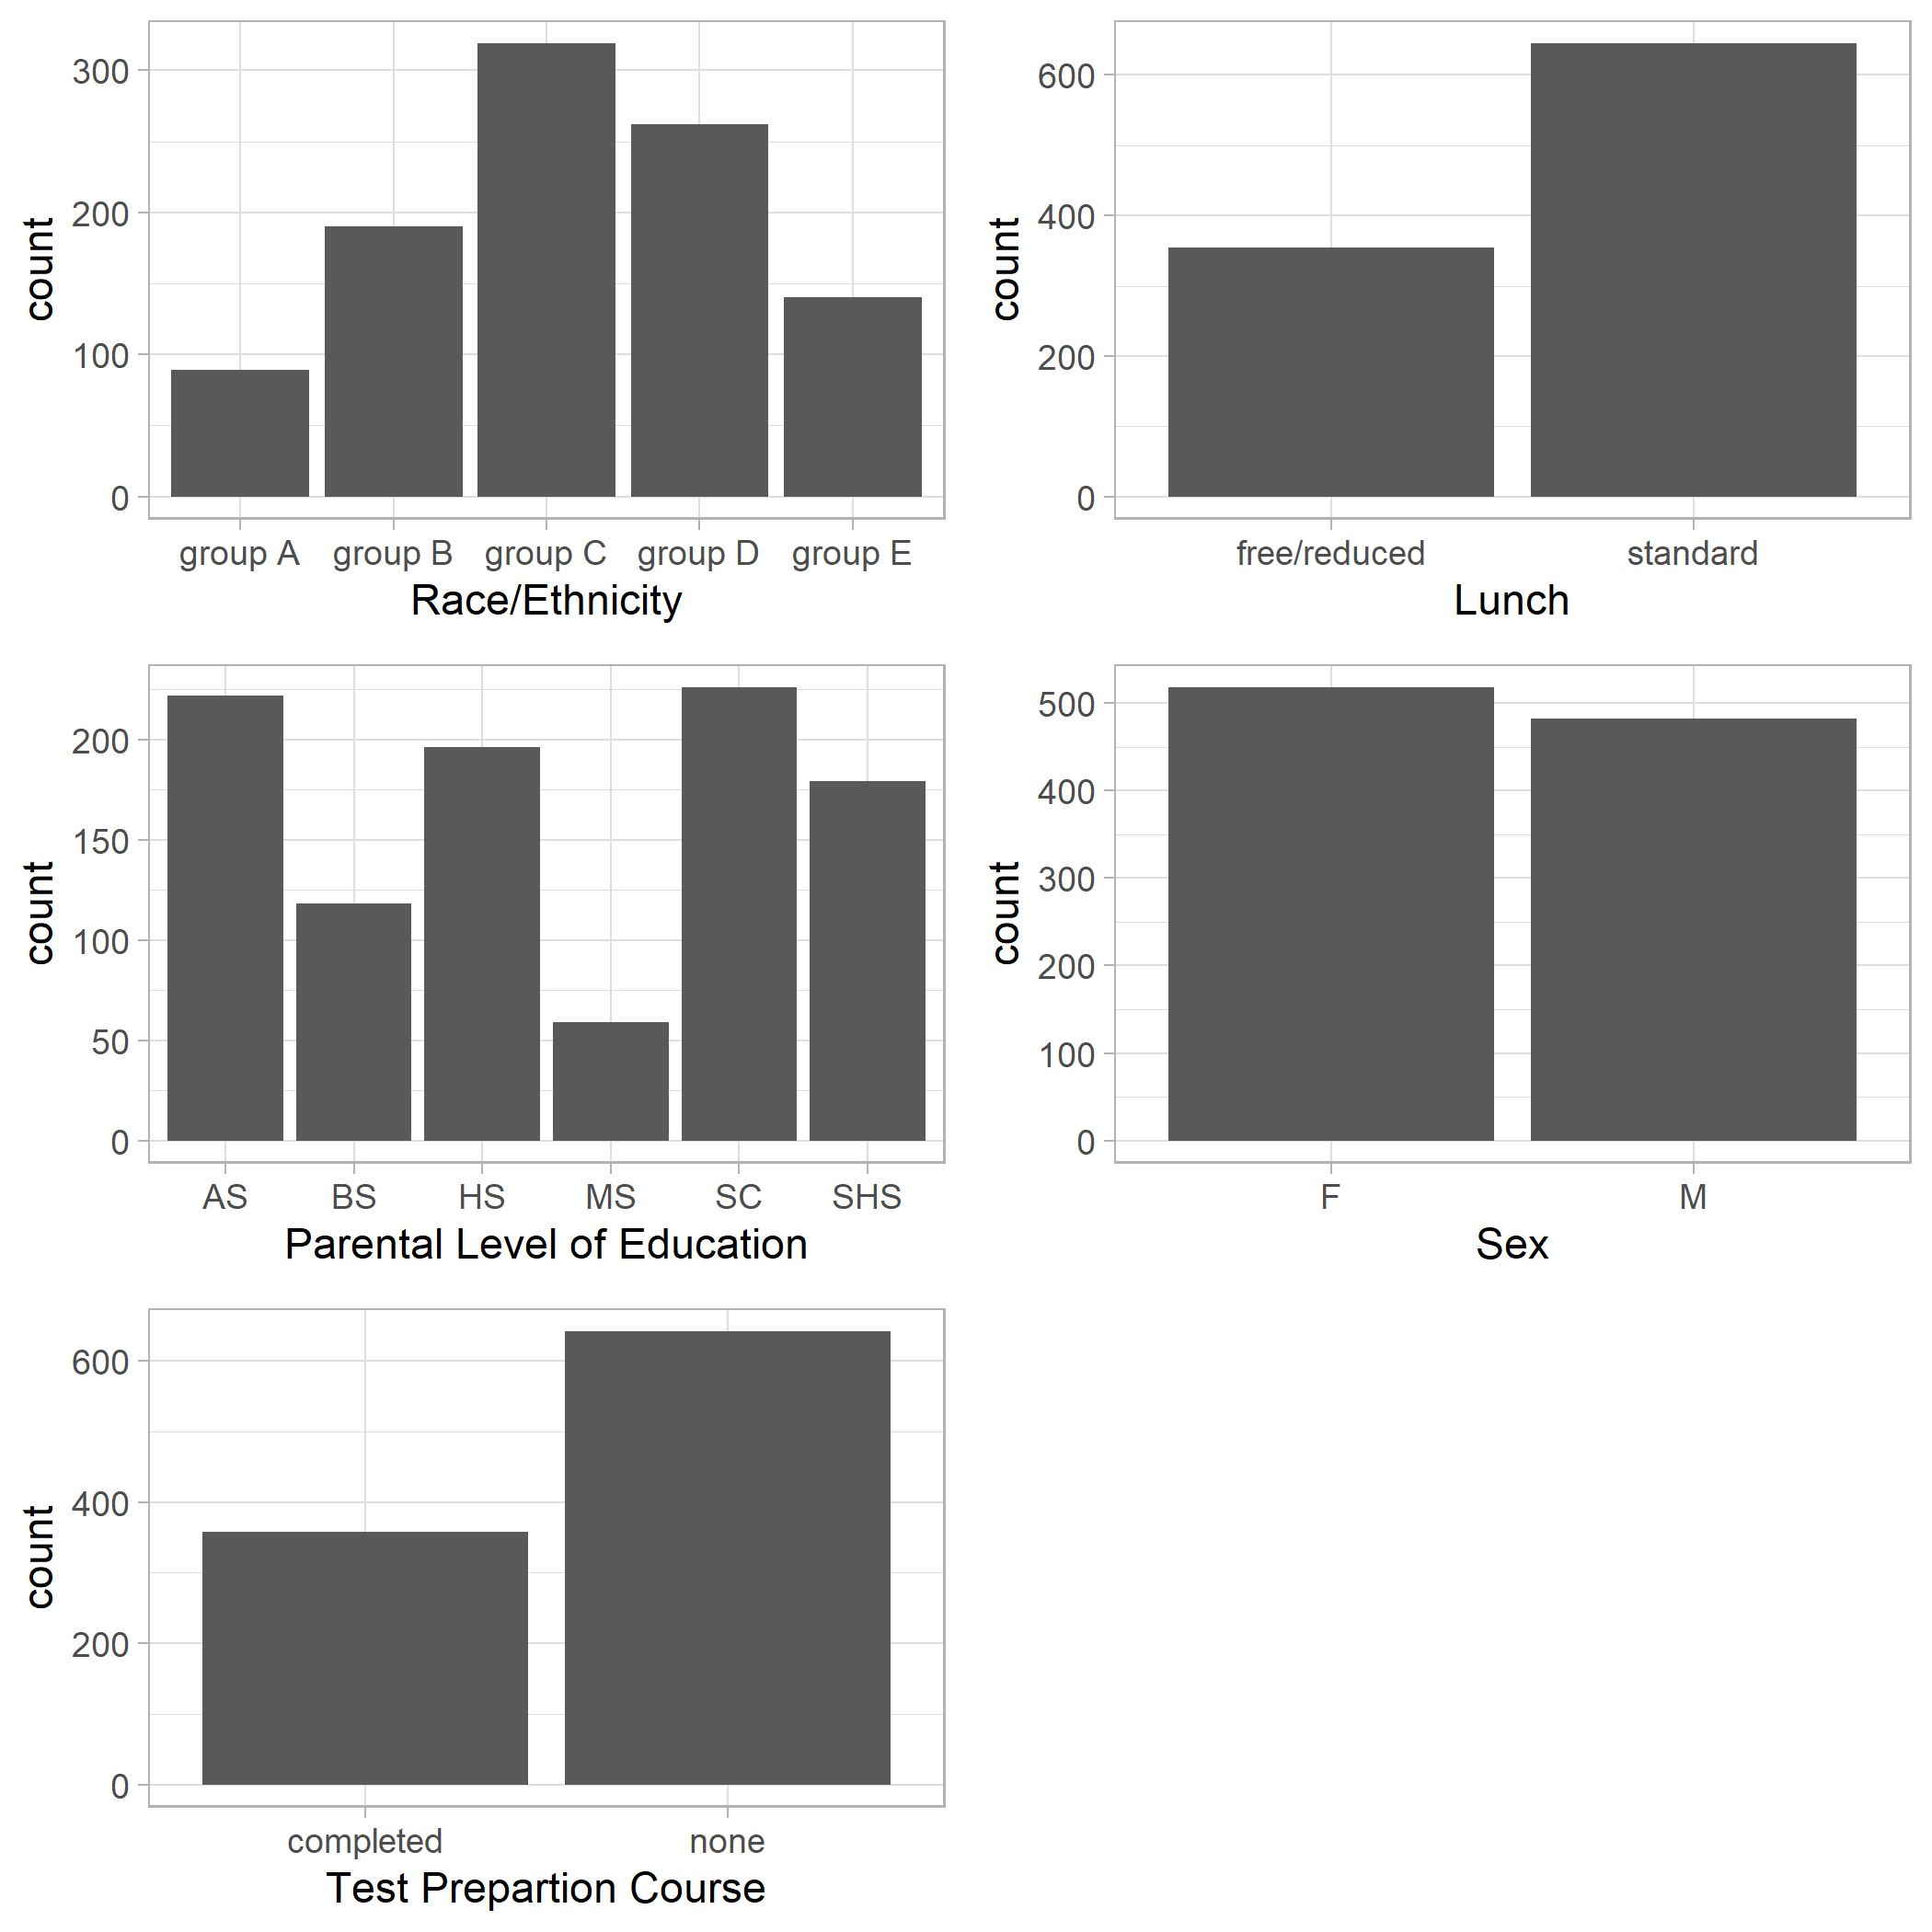 count
300
200
100
0
group A group B group C group D group E
Race/Ethnicity
count
600
400
200
0
free/reduced standard
Lunch
count
200
150
100
50
0
AS BS HS MS SC SHS
Parental Level of Education
count
500
400
300
200
100
0
F M
Sex
count
600
400
200
0
completed none
Test Prepartion Course